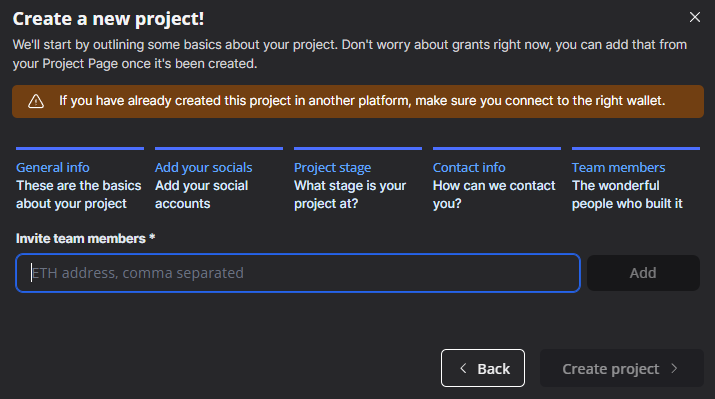 Create a new project!
We'll start by outlining some basics about your project. Don't worry about grants right now, you can add that from
your Project Page once it's been created.
If you have already created this project in another platform, make sure you connect to the right wallet.
General info
These are the basics
about your project
Add your socials
Add your social
accounts
Project stage
What stage is your
project at?
Contact info
How can we contact
you?
Team members
The wonderful
people who built it
Invite team members *
ETH address, comma separated
Add
Back
Create project